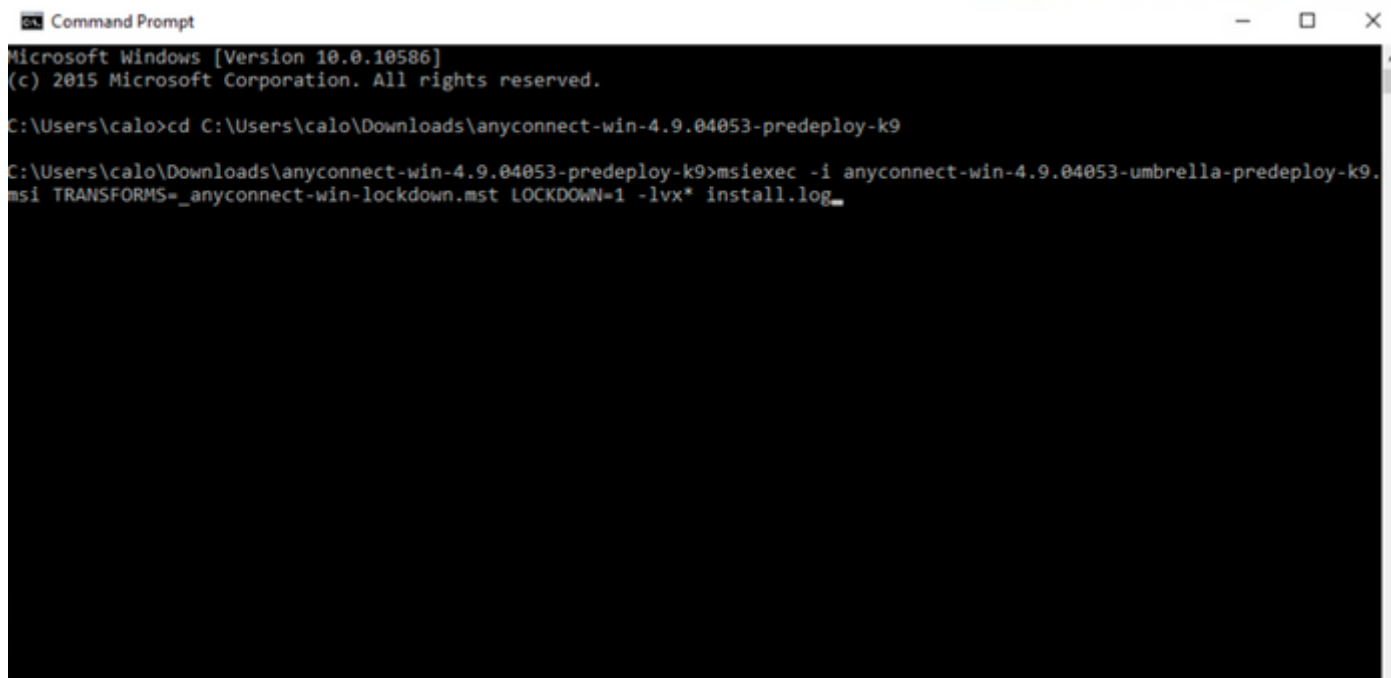 Command Prompt
Microsoft Windows [Version 10.0.10586]
(c) 2015 Microsoft Corporation. All rights reserved.
C:\Users\calo>cd C:\Users\calo\Downloads\anyconnect-win-4.9.04053-predeploy-k9
C:\Users\calo\Downloads\anyconnect-win-4.9.04053-predeploy-k9>msiexec -i anyconnect-win-4.9.04053-umbrella-predeploy-k9.
msi TRANSFORMS=_anyconnect-win-lockdown.mst LOCKDOWN=1 -lvx* install.log